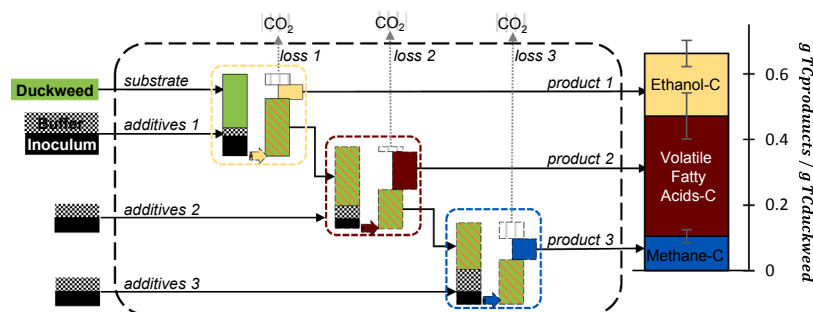 CO2 CO2 CO2
loss 1 loss 2 loss 3
Duckweed substrate product 1
Buffer additives 1
Inoculum
product 2
additives 2
product 3
additives 3
Ethanol-C
Volatile
Fatty
Acids-C
Methane-C
0.6
0.4
0.2
0
g TCproduucts / g TCduckweed